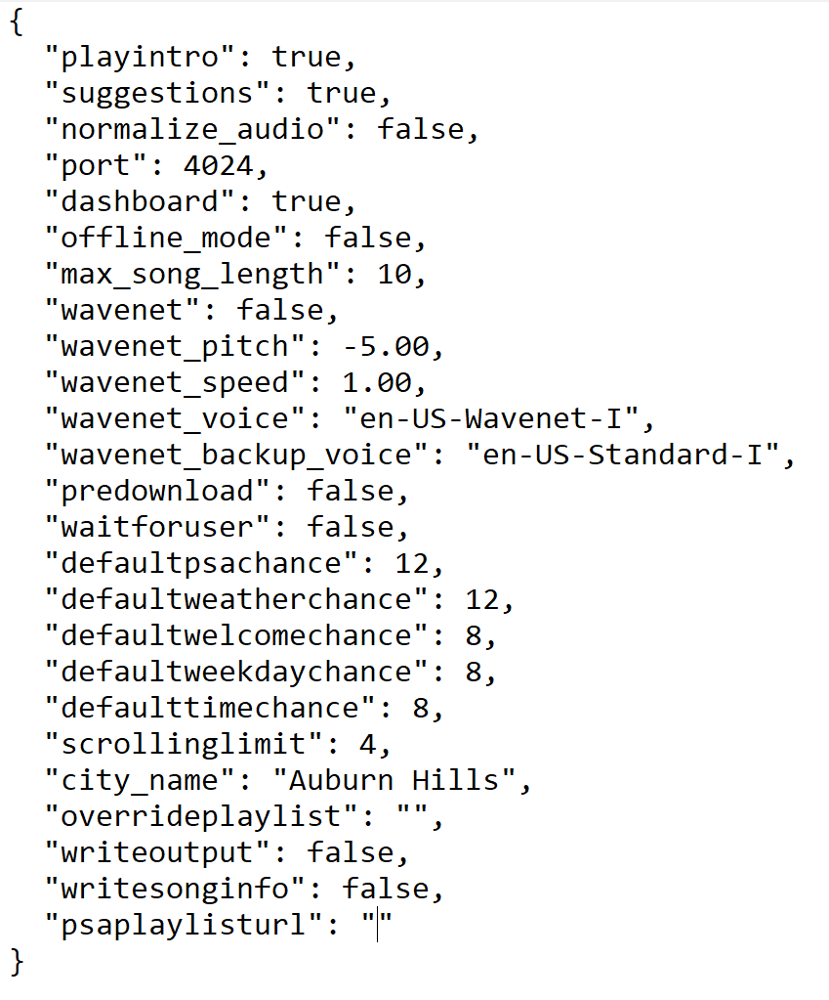 {
  "playintro": true,
  "suggestions": true,
  "normalize_audio": false,
  "port": 4024,
  "dashboard": true,
  "offline_mode": false,
  "max_song_length": 10,
  "wavenet": false,
  "wavenet_pitch": -5.00,
  "wavenet_speed": 1.00,
  "wavenet_voice": "en-US-Wavenet-I",
  "wavenet_backup_voice": "en-US-Standard-I",
  "predownload": false,
  "waitforuser": false,
  "defaultpsachance": 12,
  "defaultweatherchance": 12,
  "defaultwelcomechance": 8,
  "defaultweekdaychance": 8,
  "defaulttimechance": 8,
  "scrollinglimit": 4,
  "city_name": "Auburn Hills",
  "overrideplaylist": "",
  "writeoutput": false,
  "writesonginfo": false,
  "psaplaylisturl": ""
}